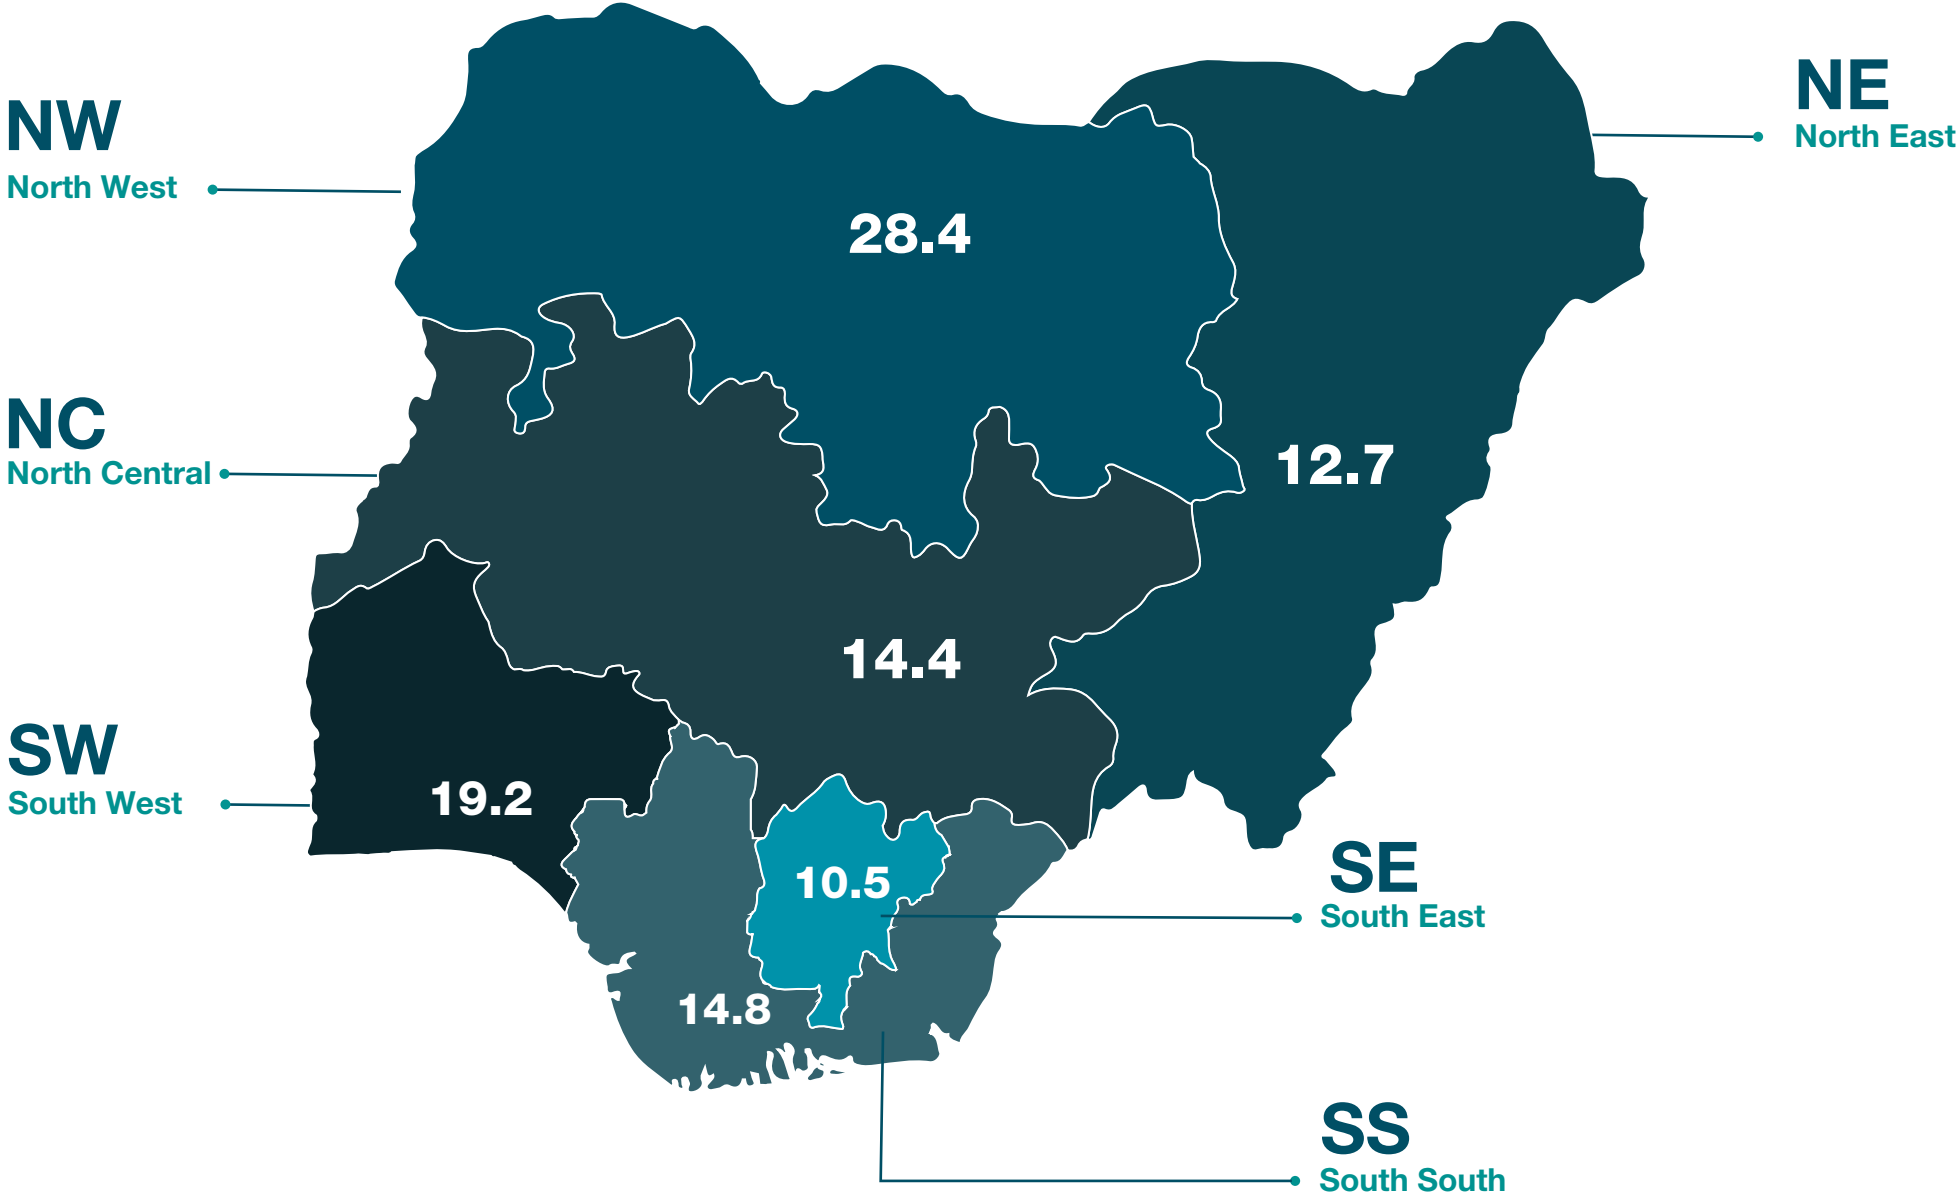 NW
North West
28.4
NE
North East
NC
North Central
12.7
14.4
SW
South West
19.2
10.5
SE
South East
14.8
SS
South South